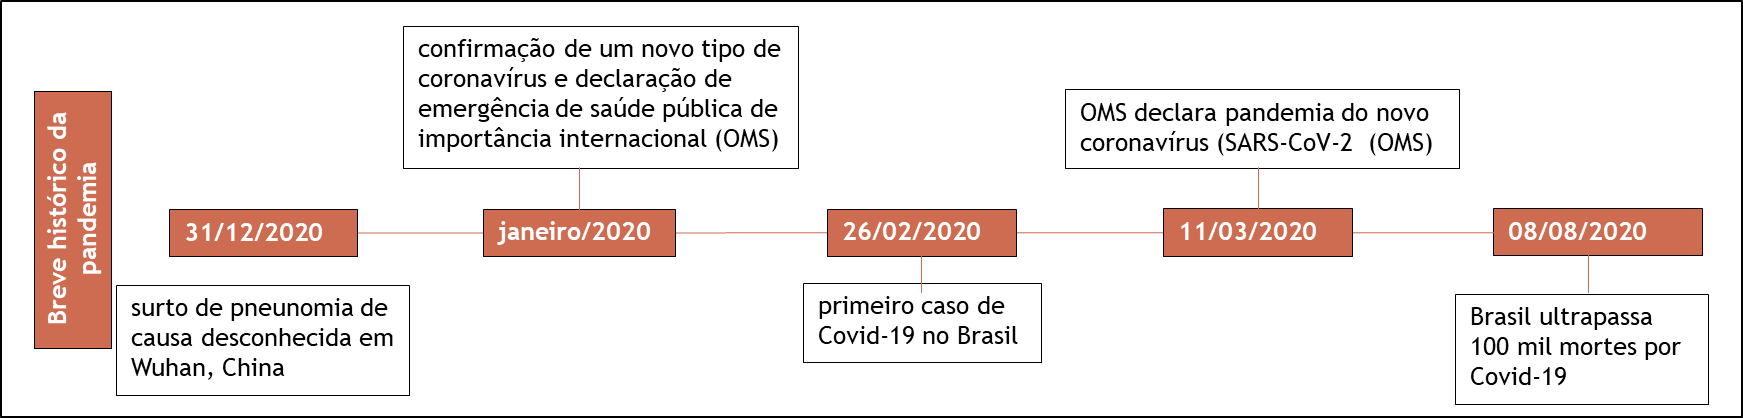 Breve histórico da
pandemia
31/12/2020
surto de pneunomia de
causa desconhecida em
Wuhan, China
confirmação de um novo tipo de
coronavírus e declaração de
emergência de saúde pública de
importância internacional (OMS)
janeiro/2020
26/02/2020
primeiro caso de
Covid-19 no Brasil
OMS declara pandemia do novo
coronavírus (SARS-CoV-2  (OMS)
11/03/2020
08/08/2020
Brasil ultrapassa
100 mil mortes por
Covid-19